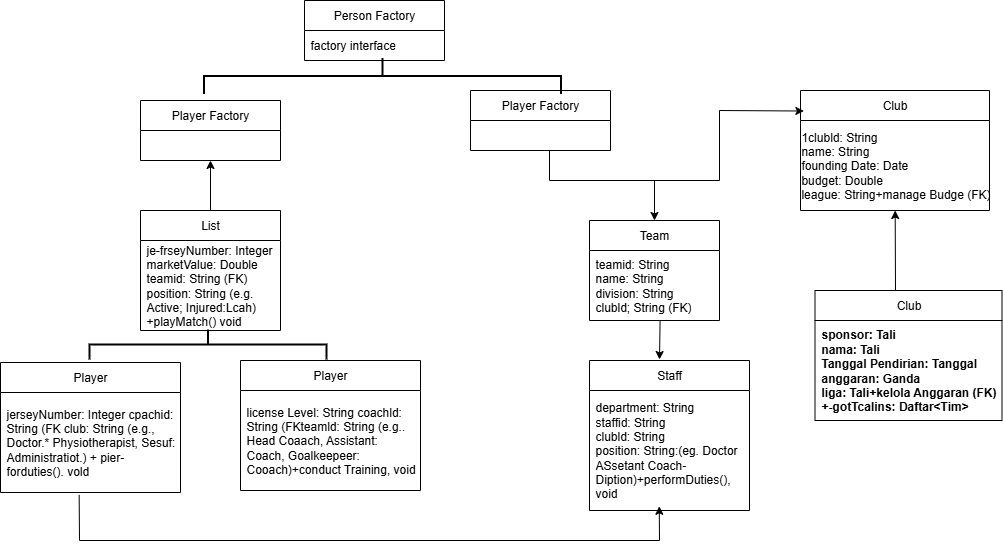 Person Factory
factory interface
Player Factory
Player Factory
Club
1clubId: String
name: String
founding Date: Date
budget: Double
league: String+manage Budge (FK)
List
je-frseyNumber: Integer
marketValue: Double
teamid: String (FK)
position: String (e.g.
Active; Injured:Lcah)
+playMatch() void
Team
teamid: String
name: String
division: String
clubId; String (FK)
Club
sponsor: Tali
nama: Tali
Tanggal Pendirian: Tanggal
anggaran: Ganda
liga: Tali+kelola Anggaran (FK)
+-gotTcalins: Daftar<Tim>
Player
jerseyNumber: Integer cpachid:
String (FK club: String (e.g.,
Doctor.* Physiotherapist, Sesuf:
Administratiot.) + pier-
forduties(). vold
Player
license Level: String coachId:
String (FKteamId: String (e.g..
Head Coaach, Assistant:
Coach, Goalkeepeer:
Cooach)+conduct Training, void
Staff
department: String
staffid: String
clubId: String
position: String:(eg. Doctor
ASsetant Coach-
Diption)+performDuties(),
void